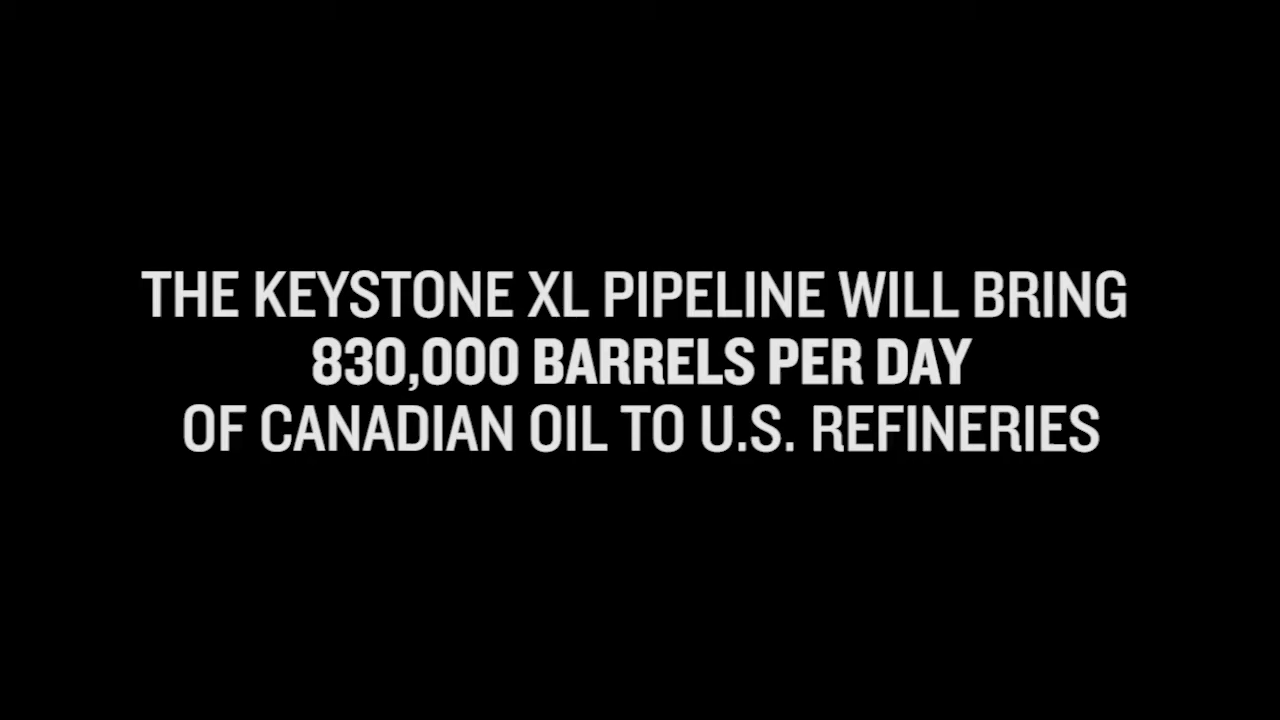 THE KEYSTONE XL PIPELINE WILL BRING
830,000 BARRELS PER DAY
OF CANADIAN OIL TO U.S. REFINERIES